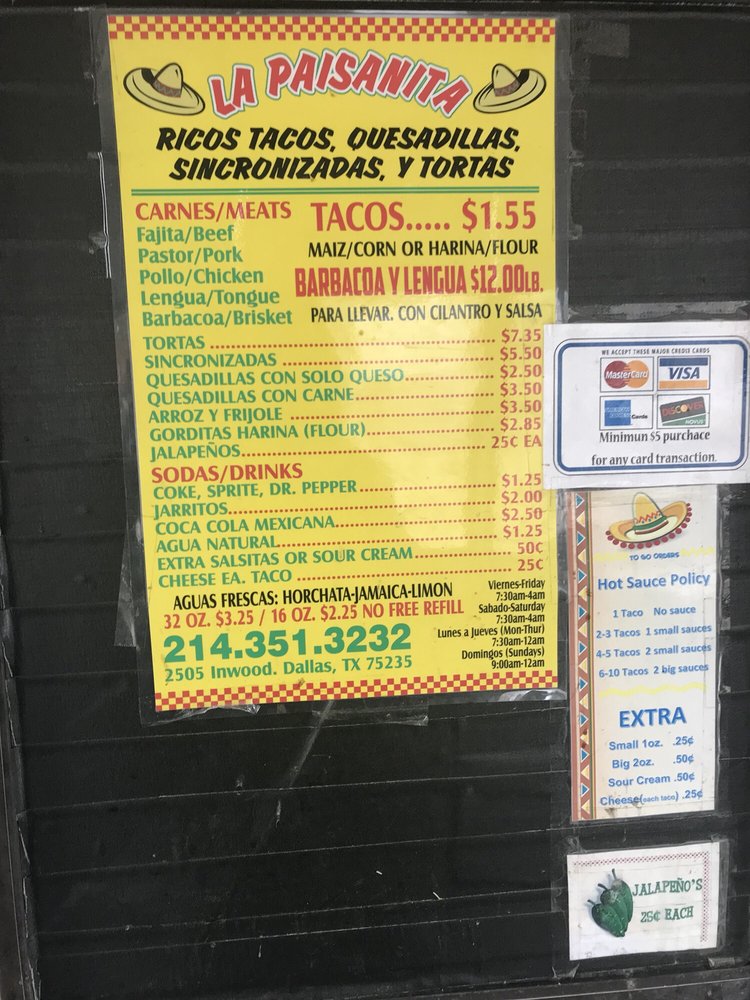 LA PAISANITA
RICOS TACOS, QUESADILLAS,
SINCRONIZADAS, Y TORTAS
CARNES/MEATS
Fajita/Beef
Pastor/Pork
Pollo/Chicken
Lengua/Tongue
Barbacoa/Brisket
TACOS..... $1.55
MAIZ/CORN OR HARINA/FLOUR
BARBACOA Y LENGUA $12.00LB.
PARA LLEVAR. CON CILANTRO Y SALSA
TORTAS ........ $7.35
SINCRONIZADAS ........ $5.50
QUESADILLAS CON SOLO QUESO........ $2.50
QUESADILLAS CON CARNE........ $3.50
ARROZ Y FRIJOLE ........ $3.50
GORDITAS HARINA (FLOUR)........ $2.85
JALAPEÑOS........ 25¢ EA
SODAS/DRINKS
COKE, SPRITE, DR. PEPPER ........ $1.25
JARRITOS........ $2.00
COCA COLA MEXICANA........ $2.50
AGUA NATURAL........ $1.25
EXTRA SALSITAS OR SOUR CREAM........ 50¢
CHEESE EA. TACO ........ 25¢
AGUAS FRESCAS: HORCHATA-JAMAICA-LIMON
32 OZ. $3.25 / 16 OZ. $2.25 NO FREE REFILL
214.351.3232
2505 Inwood. Dallas, TX 75235
Viernes-Friday
7:30am-4am
Sabado-Saturday
7:30am-4am
Lunes a Jueves (Mon-Thur)
7:30am-12am
Domingos (Sundays)
9:00am-12am
WE ACCEPT THESE MAJOR CREDIT CARDS
MasterCard
VISA
Cards
DISCOVER
NOVUS
Minimun $5 purchace
for any card transaction.
TO GO ORDERS
Hot Sauce Policy
1 Taco No sauce
2-3 Tacos 1 small sauces
4-5 Tacos 2 small sauces
6-10 Tacos 2 big sauces
EXTRA
Small 1oz. .25¢
Big 2oz. .50¢
Sour Cream .50¢
Cheese(each taco) .25¢
JALAPEÑO'S
25¢ EACH